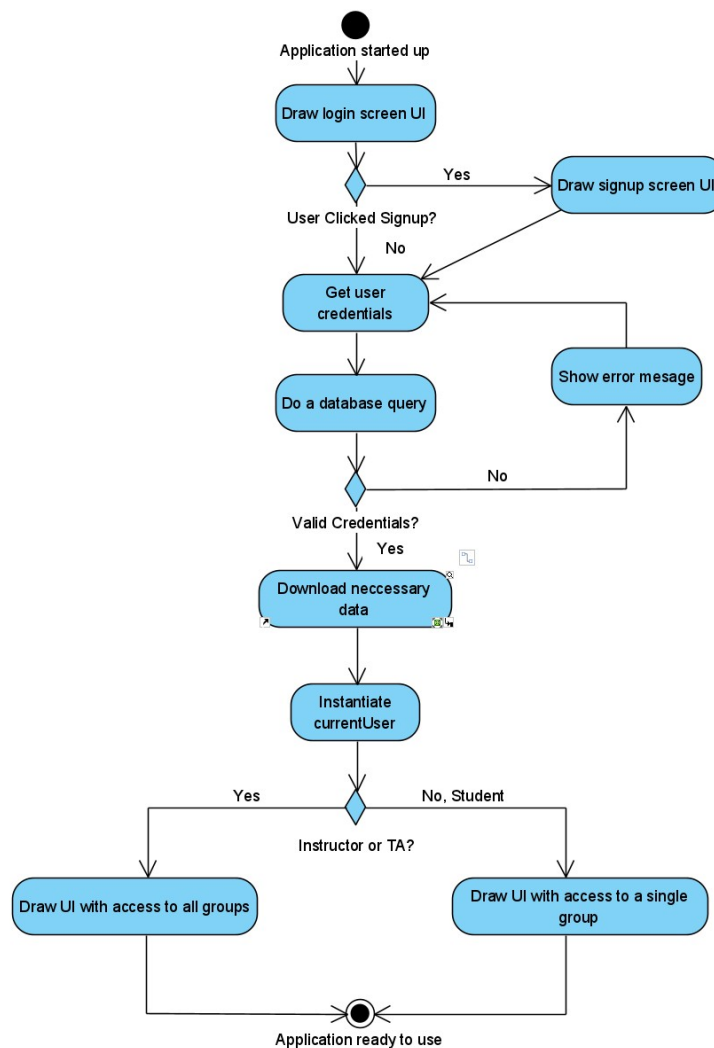 Application started up
Draw login screen UI
Yes
Draw signup screen UI
User Clicked Signup?
No
Get user
credentials
Show error mesage
Do a database query
No
Valid Credentials?
Yes
Download neccessary
data
Instantiate
currentUser
Yes
No, Student
Instructor or TA?
Draw UI with access to all groups
Draw UI with access to a single
group
Application ready to use